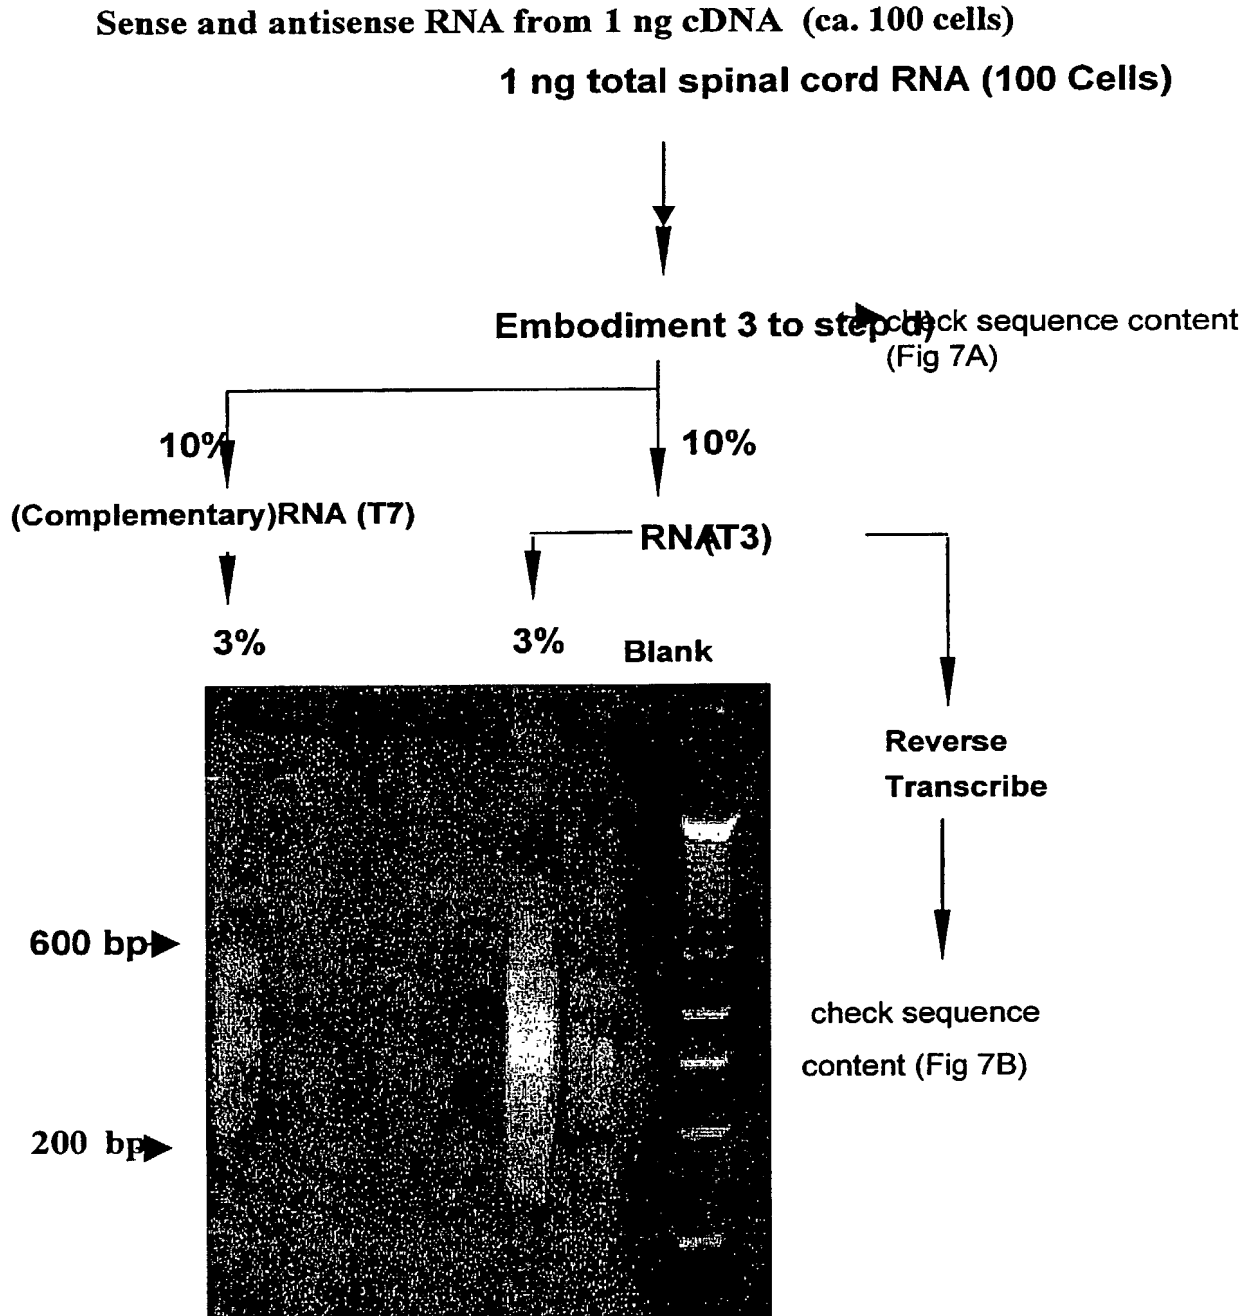 Sense and antisense RNA from 1 ng cDNA (ca. 100 cells)
1 ng total spinal cord RNA (100 Cells)
Embodiment 3 to step d)
check sequence content
(Fig 7A)
10%
10%
(Complementary)RNA (T7)
RNA(T3)
3%
3%
Blank
Reverse
Transcribe
600 bp
check sequence
content (Fig 7B)
200 bp